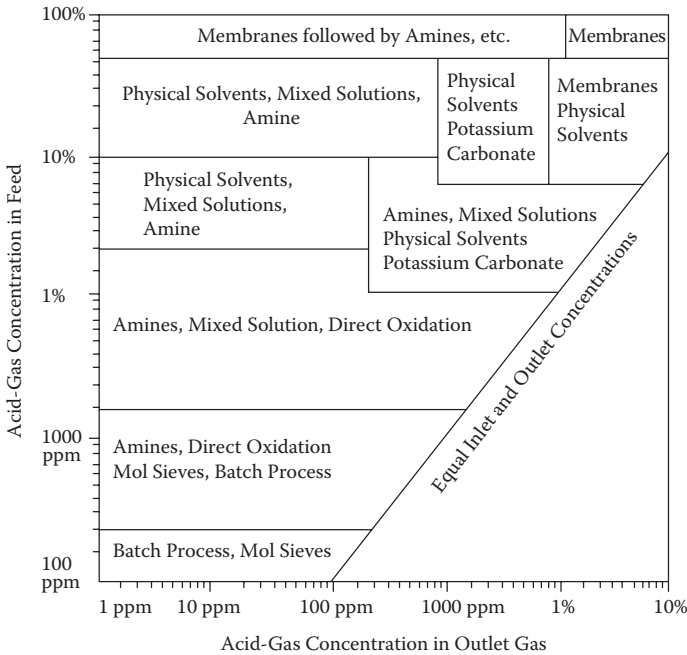 100%
Membranes followed by Amines, etc.
Membranes
Physical Solvents, Mixed Solutions,
Amine
Physical
Solvents
Potassium
Carbonate
Membranes
Physical
Solvents
10%
Physical Solvents,
Mixed Solutions,
Amine
Amines, Mixed Solutions
Physical Solvents
Potassium Carbonate
1%
Amines, Mixed Solution, Direct Oxidation
Equal Inlet and Outlet Concentrations
1000
ppm
Amines, Direct Oxidation
Mol Sieves, Batch Process
Batch Process, Mol Sieves
100
ppm
Acid-Gas Concentration in Feed
1 ppm
10 ppm
100 ppm
1000 ppm
1%
10%
Acid-Gas Concentration in Outlet Gas